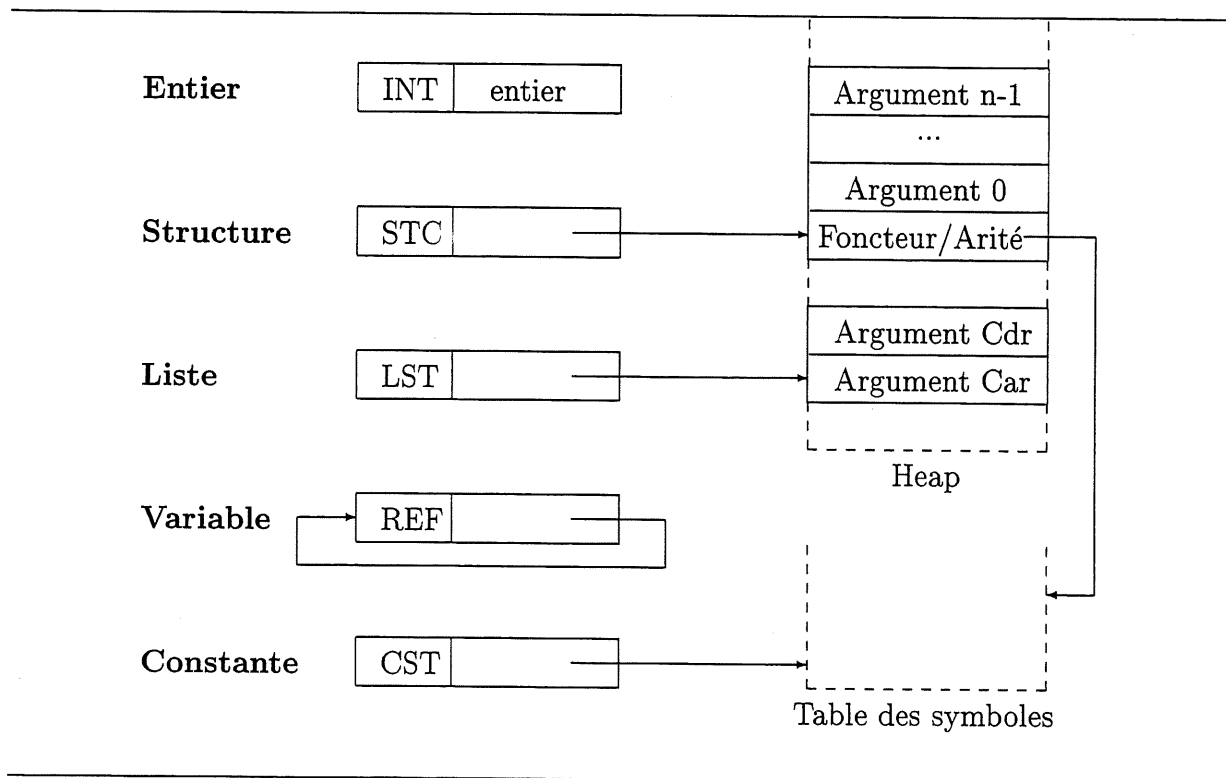 Entier
INT
entier
Argument n-1
...
Argument 0
Structure
STC
Foncteur/Arité
Argument Cdr
Liste
LST
Argument Car
Heap
Variable
REF
Constante
CST
Table des symboles